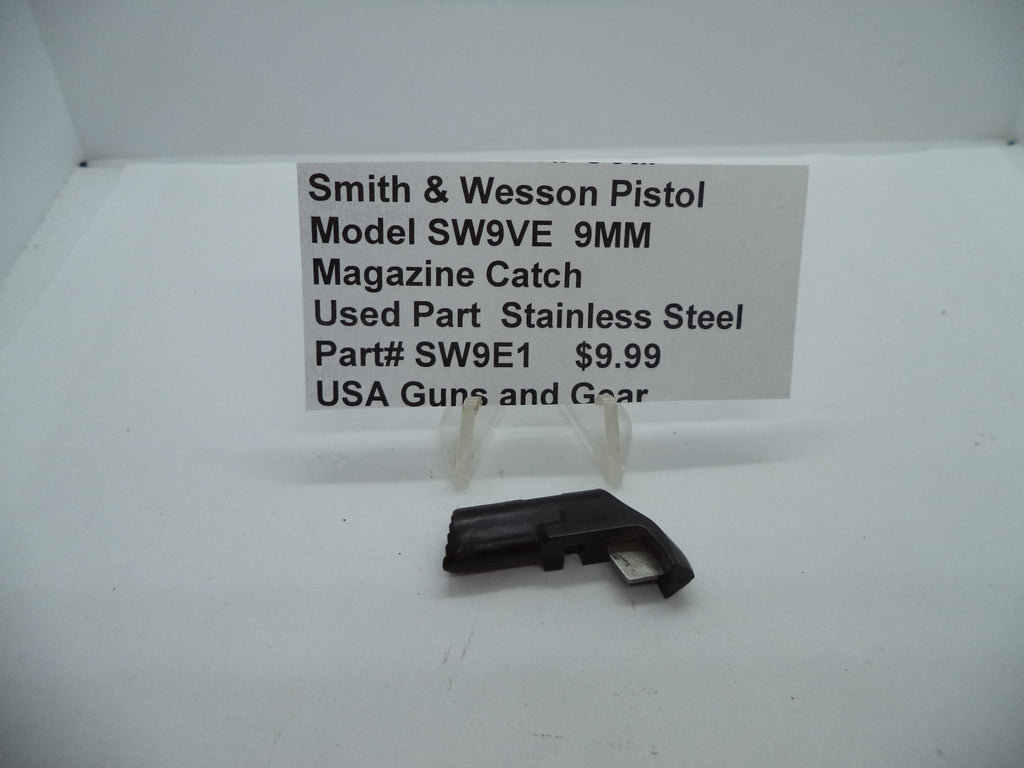 Smith & Wesson Pistol
Model SW9VE 9MM
Magazine Catch
Used Part Stainless Steel
Part# SW9E1 $9.99
USA Guns and Gear